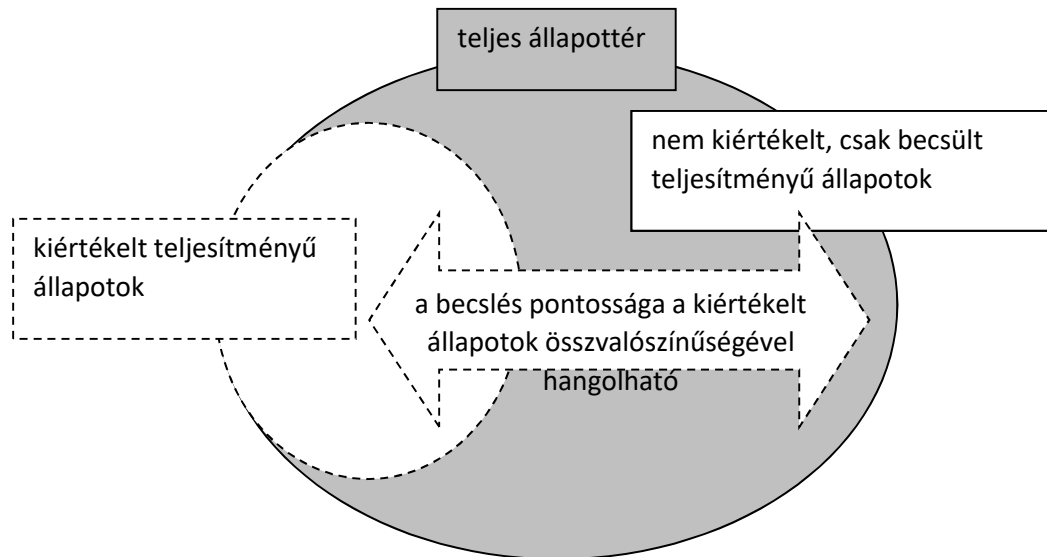 teljes állapottér
nem kiértékelt, csak becsült
teljesítményű állapotok
kiértékelt teljesítményű
állapotok
a becslés pontossága a kiértékelt
állapotok összvalószínűségével
hangolható